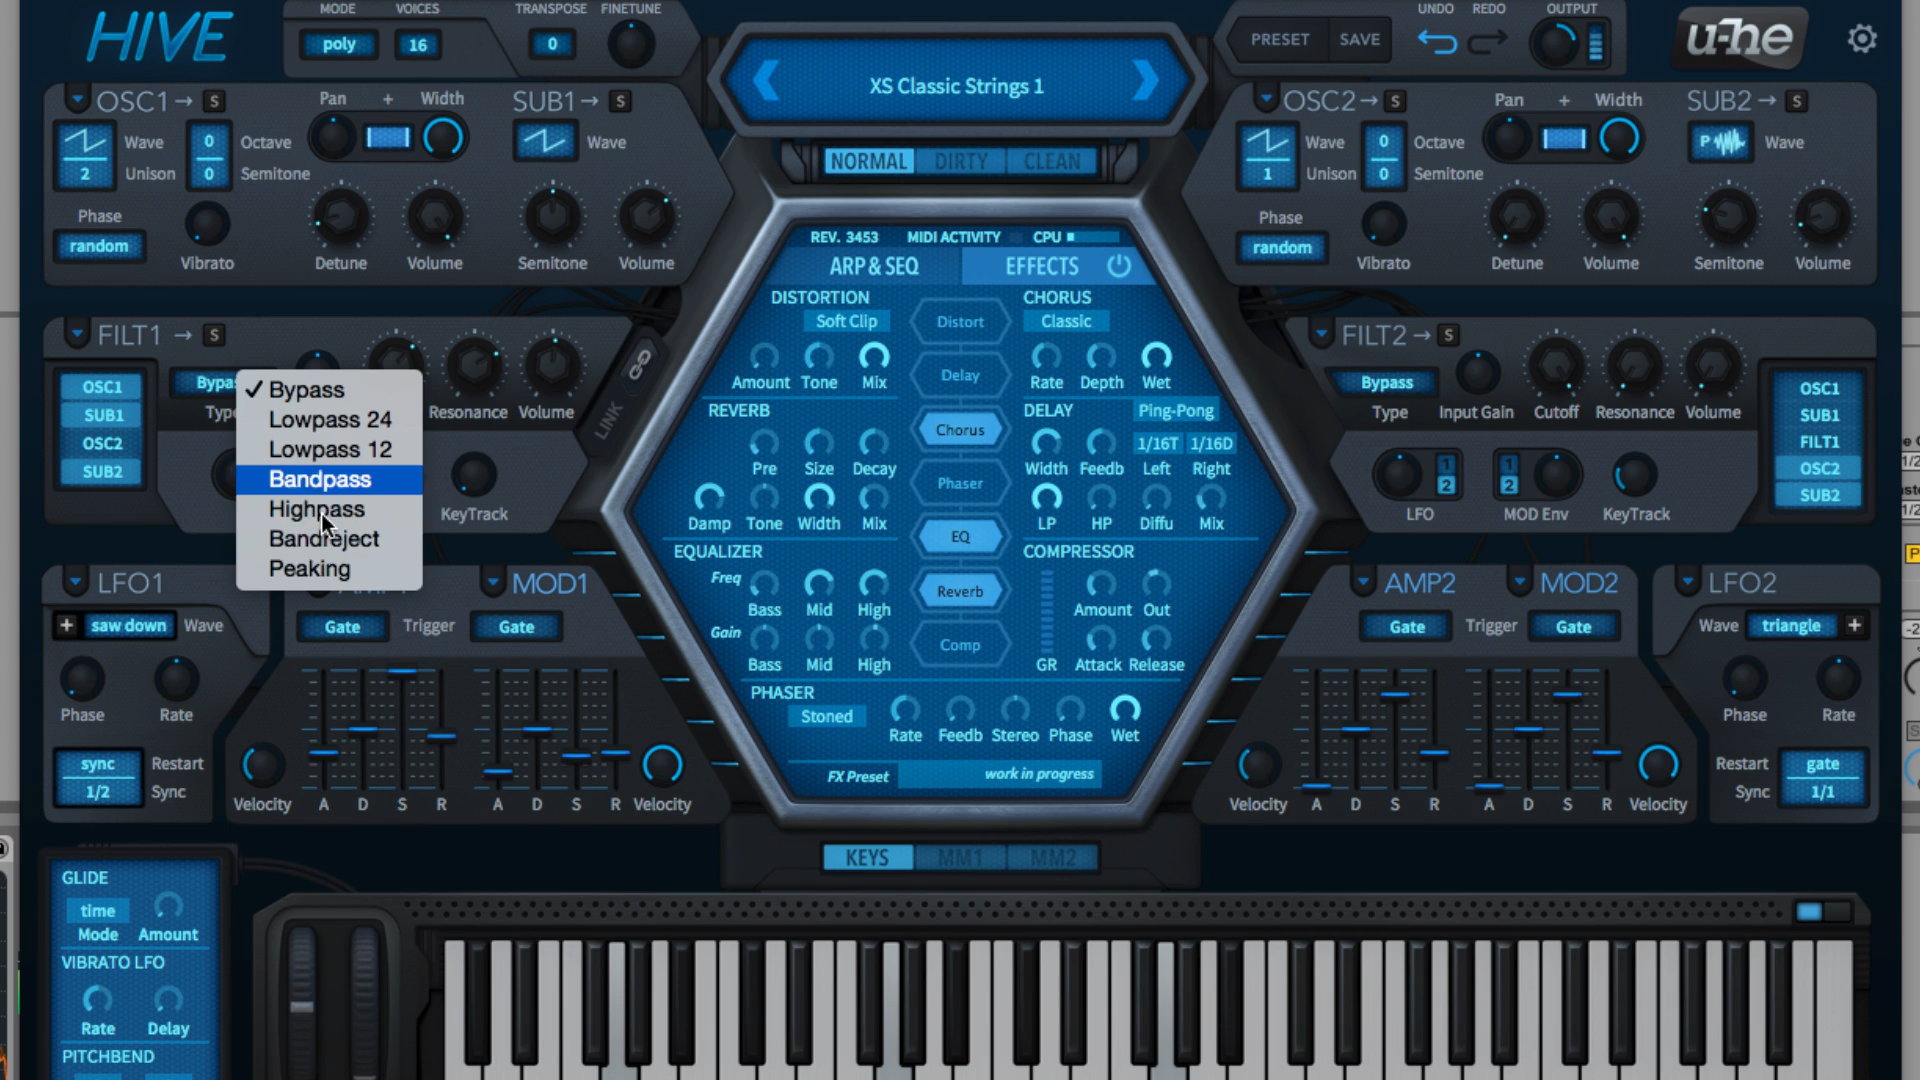 HIVE
MODE VOICES TRANSPOSE FINETUNE
poly 16 0
XS Classic Strings 1
UNDO REDO OUTPUT
PRESET SAVE
u-he
OSC1 → S Pan + Width SUB1 → S
Wave 0 Octave Wave
2 Unison 0 Semitone
Phase
random
Vibrato Detune Volume Semitone Volume
NORMAL DIRTY CLEAN
OSC2 → S Pan + Width SUB2 → S
Wave 0 Octave P Wave
1 Unison 0 Semitone
Phase
random
Vibrato Detune Volume Semitone Volume
REV. 3453 MIDI ACTIVITY CPU
ARP & SEQ EFFECTS
DISTORTION
Soft Clip
Amount Tone Mix
REVERB
Pre Size Decay
Damp Tone Width Mix
EQUALIZER
Freq
Bass Mid High
Gain
Bass Mid High
Distort
Delay
Chorus
Phaser
EQ
Reverb
Comp
CHORUS
Classic
Rate Depth Wet
DELAY Ping-Pong
1/16T 1/16D
Width Feedb Left Right
LP HP Diffu Mix
COMPRESSOR
Amount Out
GR Attack Release
PHASER
Stoned
Rate Feedb Stereo Phase Wet
FX Preset work in progress
FILT1 → S
OSC1
SUB1
OSC2
SUB2
Resonance Volume
KeyTrack
LINK
✓ Bypass
Lowpass 24
Lowpass 12
Bandpass
Highpass
Bandreject
Peaking
FILT2 → S
Bypass
Type Input Gain Cutoff Resonance Volume
1 1
2 2
LFO MOD Env KeyTrack
OSC1
SUB1
FILT1
OSC2
SUB2
LFO1 MOD1
+ saw down Wave Gate Trigger Gate
Phase Rate
sync Restart
1/2 Sync
Velocity A D S R A D S R Velocity
AMP2 MOD2 LFO2
Gate Trigger Gate Wave triangle +
Phase Rate
Restart gate
Sync 1/1
Velocity A D S R A D S R Velocity
KEYS MM1 MM2
GLIDE
time
Mode Amount
VIBRATO LFO
Rate Delay
PITCHBEND